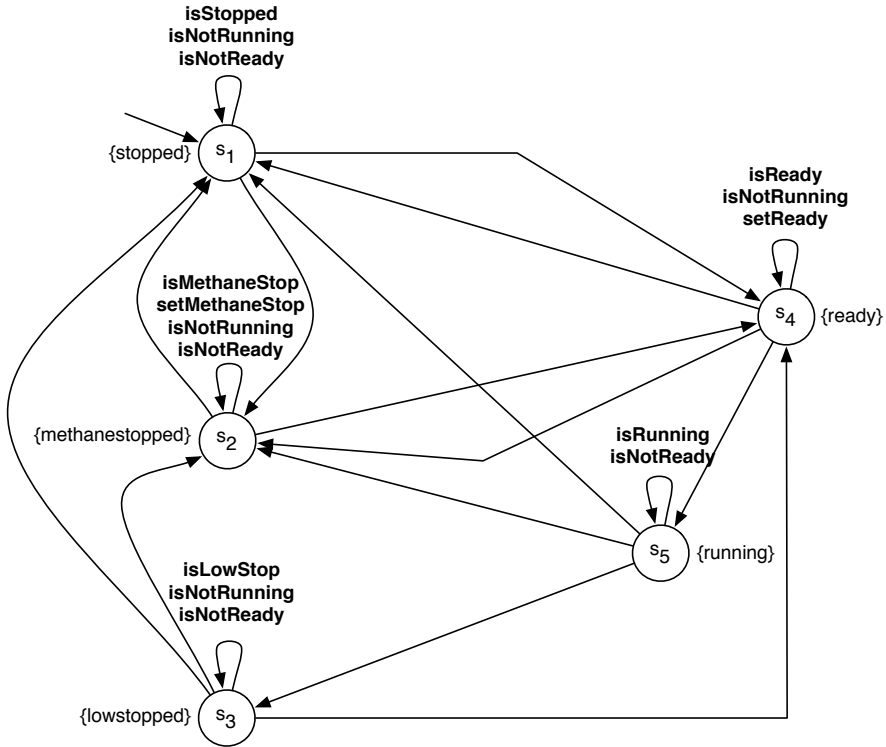 isStopped
isNotRunning
isNotReady
{stopped}
s1
isReady
isNotRunning
setReady
s4
{ready}
isMethaneStop
setMethaneStop
isNotRunning
isNotReady
{methanestopped}
s2
isRunning
isNotReady
s5
{running}
isLowStop
isNotRunning
isNotReady
{lowstopped}
s3